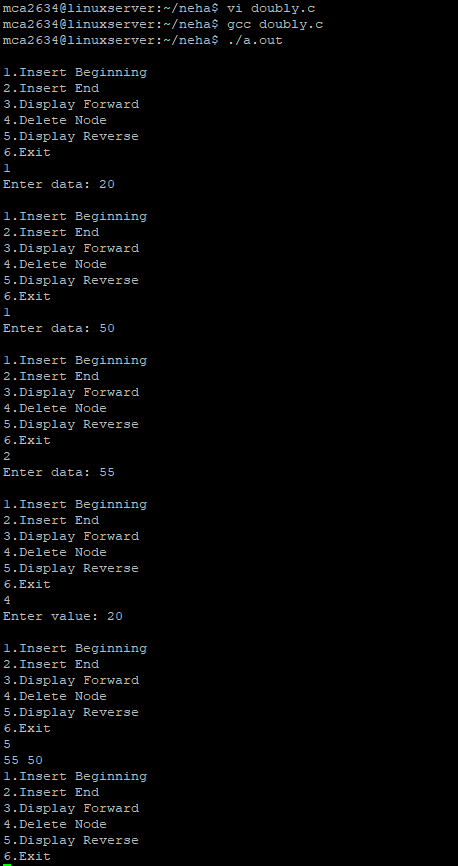 mca2634@linuxserver:~/neha$ vi doubly.c
mca2634@linuxserver:~/neha$ gcc doubly.c
mca2634@linuxserver:~/neha$ ./a.out

1.Insert Beginning
2.Insert End
3.Display Forward
4.Delete Node
5.Display Reverse
6.Exit
1
Enter data: 20

1.Insert Beginning
2.Insert End
3.Display Forward
4.Delete Node
5.Display Reverse
6.Exit
1
Enter data: 50

1.Insert Beginning
2.Insert End
3.Display Forward
4.Delete Node
5.Display Reverse
6.Exit
2
Enter data: 55

1.Insert Beginning
2.Insert End
3.Display Forward
4.Delete Node
5.Display Reverse
6.Exit
4
Enter value: 20

1.Insert Beginning
2.Insert End
3.Display Forward
4.Delete Node
5.Display Reverse
6.Exit
5
55 50
1.Insert Beginning
2.Insert End
3.Display Forward
4.Delete Node
5.Display Reverse
6.Exit